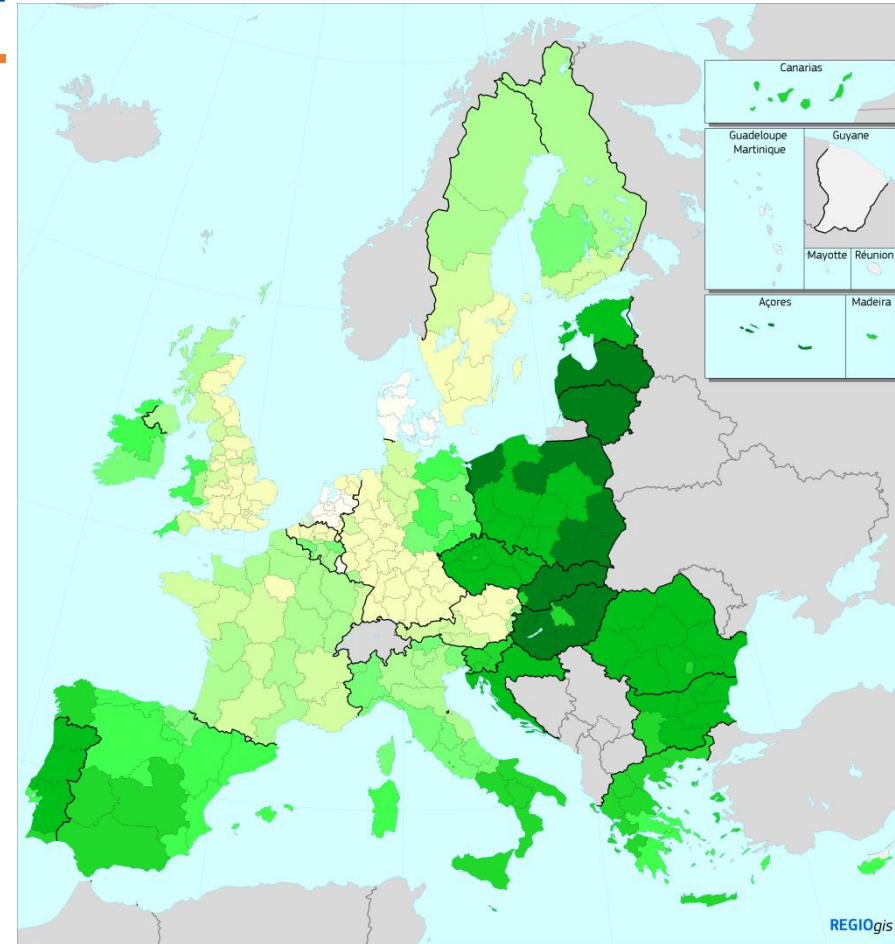 Canarias
Guadeloupe
Martinique
Guyane
Mayotte
Réunion
Açores
Madeira
REGIOgis